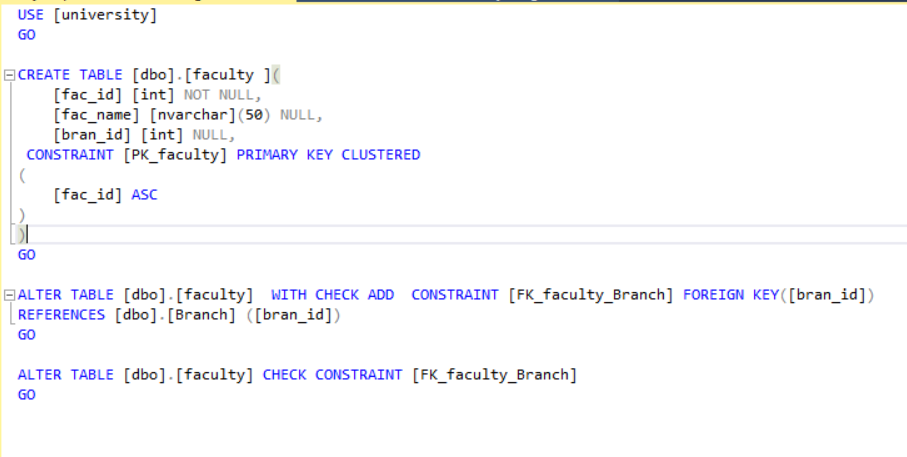 USE [university]
GO
CREATE TABLE [dbo].[faculty ](
[fac_id] [int] NOT NULL,
[fac_name] [nvarchar](50) NULL,
[bran_id] [int] NULL,
CONSTRAINT [PK_faculty] PRIMARY KEY CLUSTERED
(
[fac_id] ASC
)
)
GO
ALTER TABLE [dbo].[faculty]  WITH CHECK ADD  CONSTRAINT [FK_faculty_Branch] FOREIGN KEY([bran_id])
REFERENCES [dbo].[Branch] ([bran_id])
GO
ALTER TABLE [dbo].[faculty] CHECK CONSTRAINT [FK_faculty_Branch]
GO